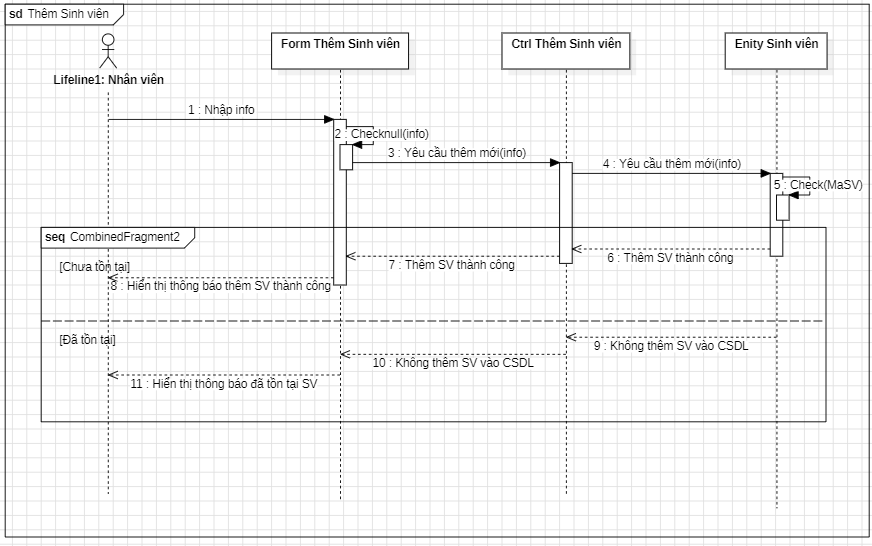 sd Thêm Sinh viên
Lifeline1: Nhân viên
Form Thêm Sinh viên
Ctrl Thêm Sinh viên
Enity Sinh viên
1 : Nhập info
2 : Checknull(info)
3 : Yêu cầu thêm mới(info)
4 : Yêu cầu thêm mới(info)
5 : Check(MaSV)
seq CombinedFragment2
6 : Thêm SV thành công
7 : Thêm SV thành công
[Chưa tồn tại]
8 : Hiển thị thông báo thêm SV thành công
[Đã tồn tại]
9 : Không thêm SV vào CSDL
10 : Không thêm SV vào CSDL
11 : Hiển thị thông báo đã tồn tại SV